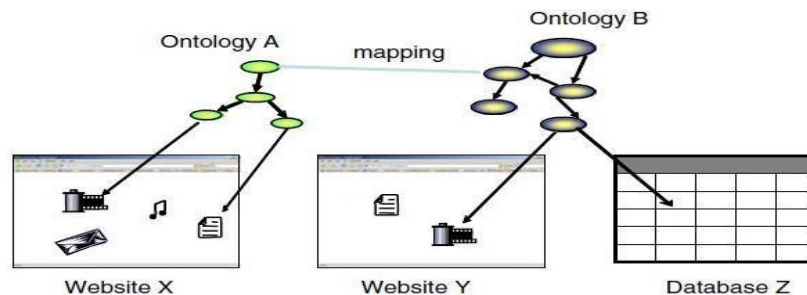 Ontology B
Ontology A
mapping
Website X
Website Y
Database Z